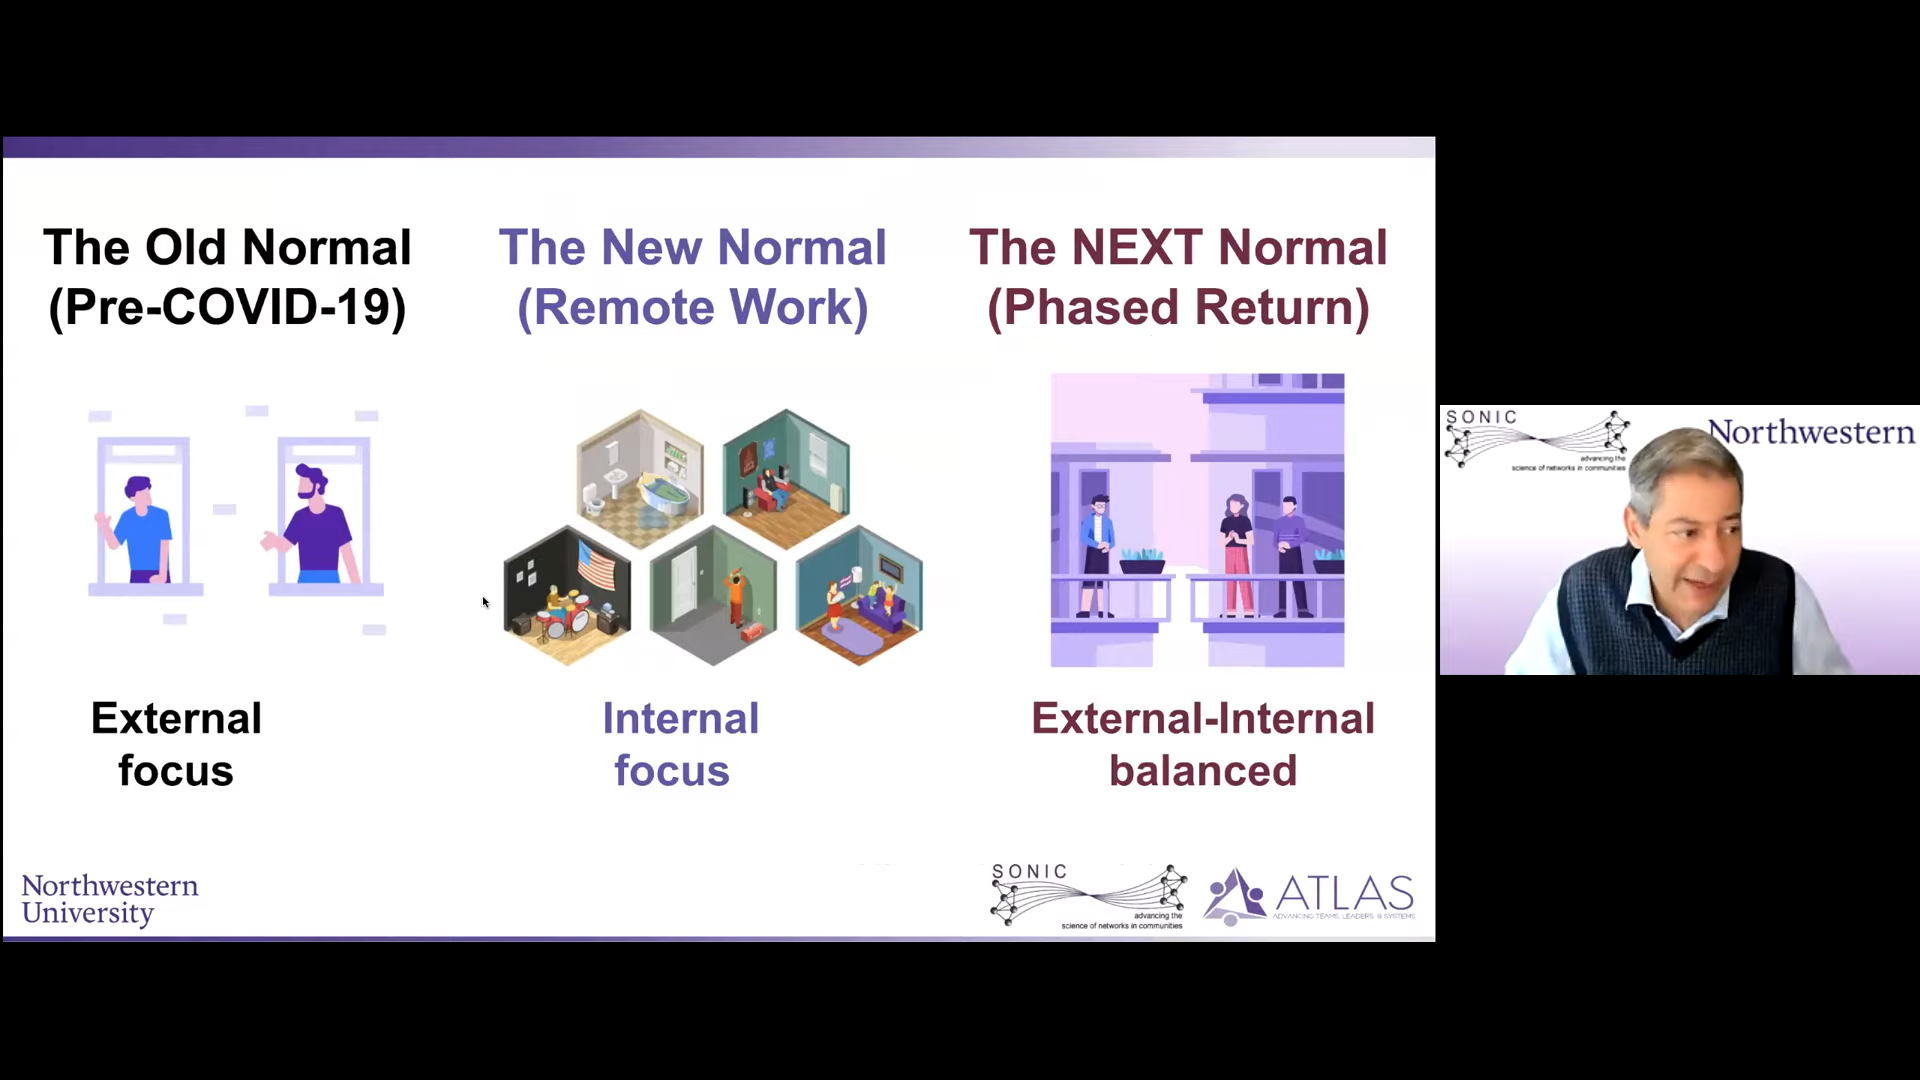 The Old Normal
(Pre-COVID-19)
The New Normal
(Remote Work)
The NEXT Normal
(Phased Return)
External
focus
Internal
focus
External-Internal
balanced
Northwestern
University
SONIC
advancing the
science of networks in communities
ATLAS
ADVANCING TEAMS, LEADERS, & SYSTEMS
SONIC
advancing the
science of networks in communities
Northwestern